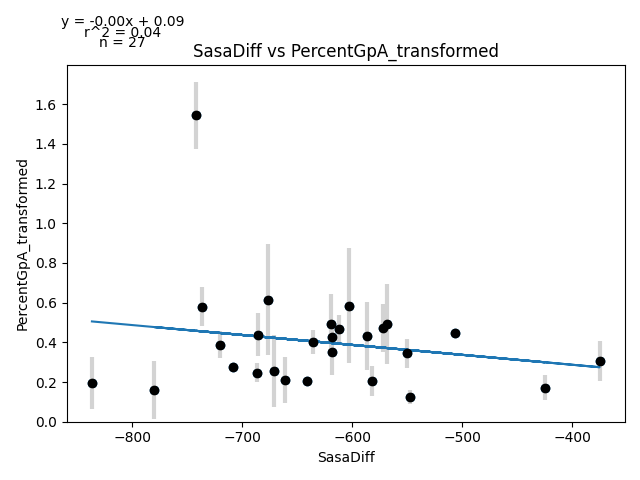 y = -0.00x + 0.09
r^2 = 0.04
n = 27
SasaDiff vs PercentGpA_transformed
PercentGpA_transformed
1.6
1.4
1.2
1.0
0.8
0.6
0.4
0.2
0.0
−800 −700 −600 −500 −400
SasaDiff